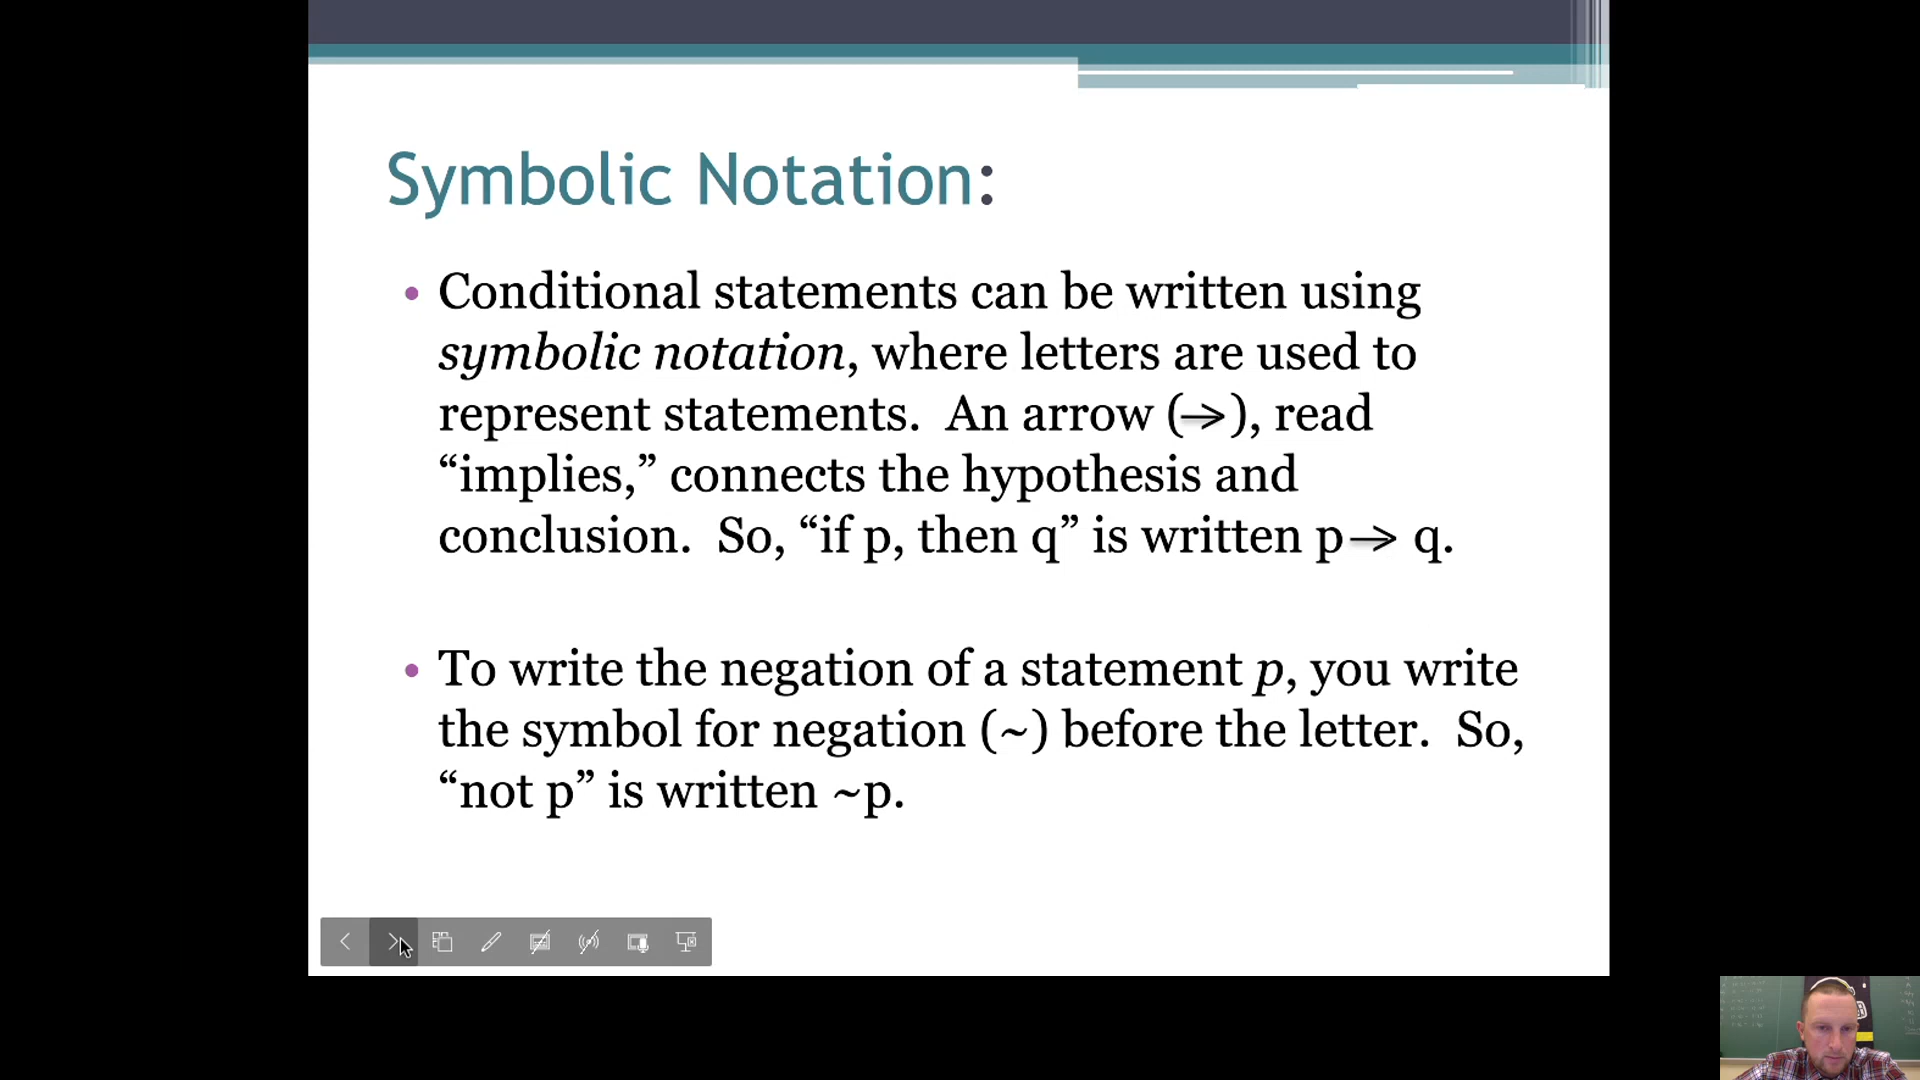 Symbolic Notation:
• Conditional statements can be written using
symbolic notation, where letters are used to
represent statements.  An arrow (→), read
“implies,” connects the hypothesis and
conclusion.  So, “if p, then q” is written p→ q.
• To write the negation of a statement p, you write
the symbol for negation (~) before the letter.  So,
“not p” is written ~p.